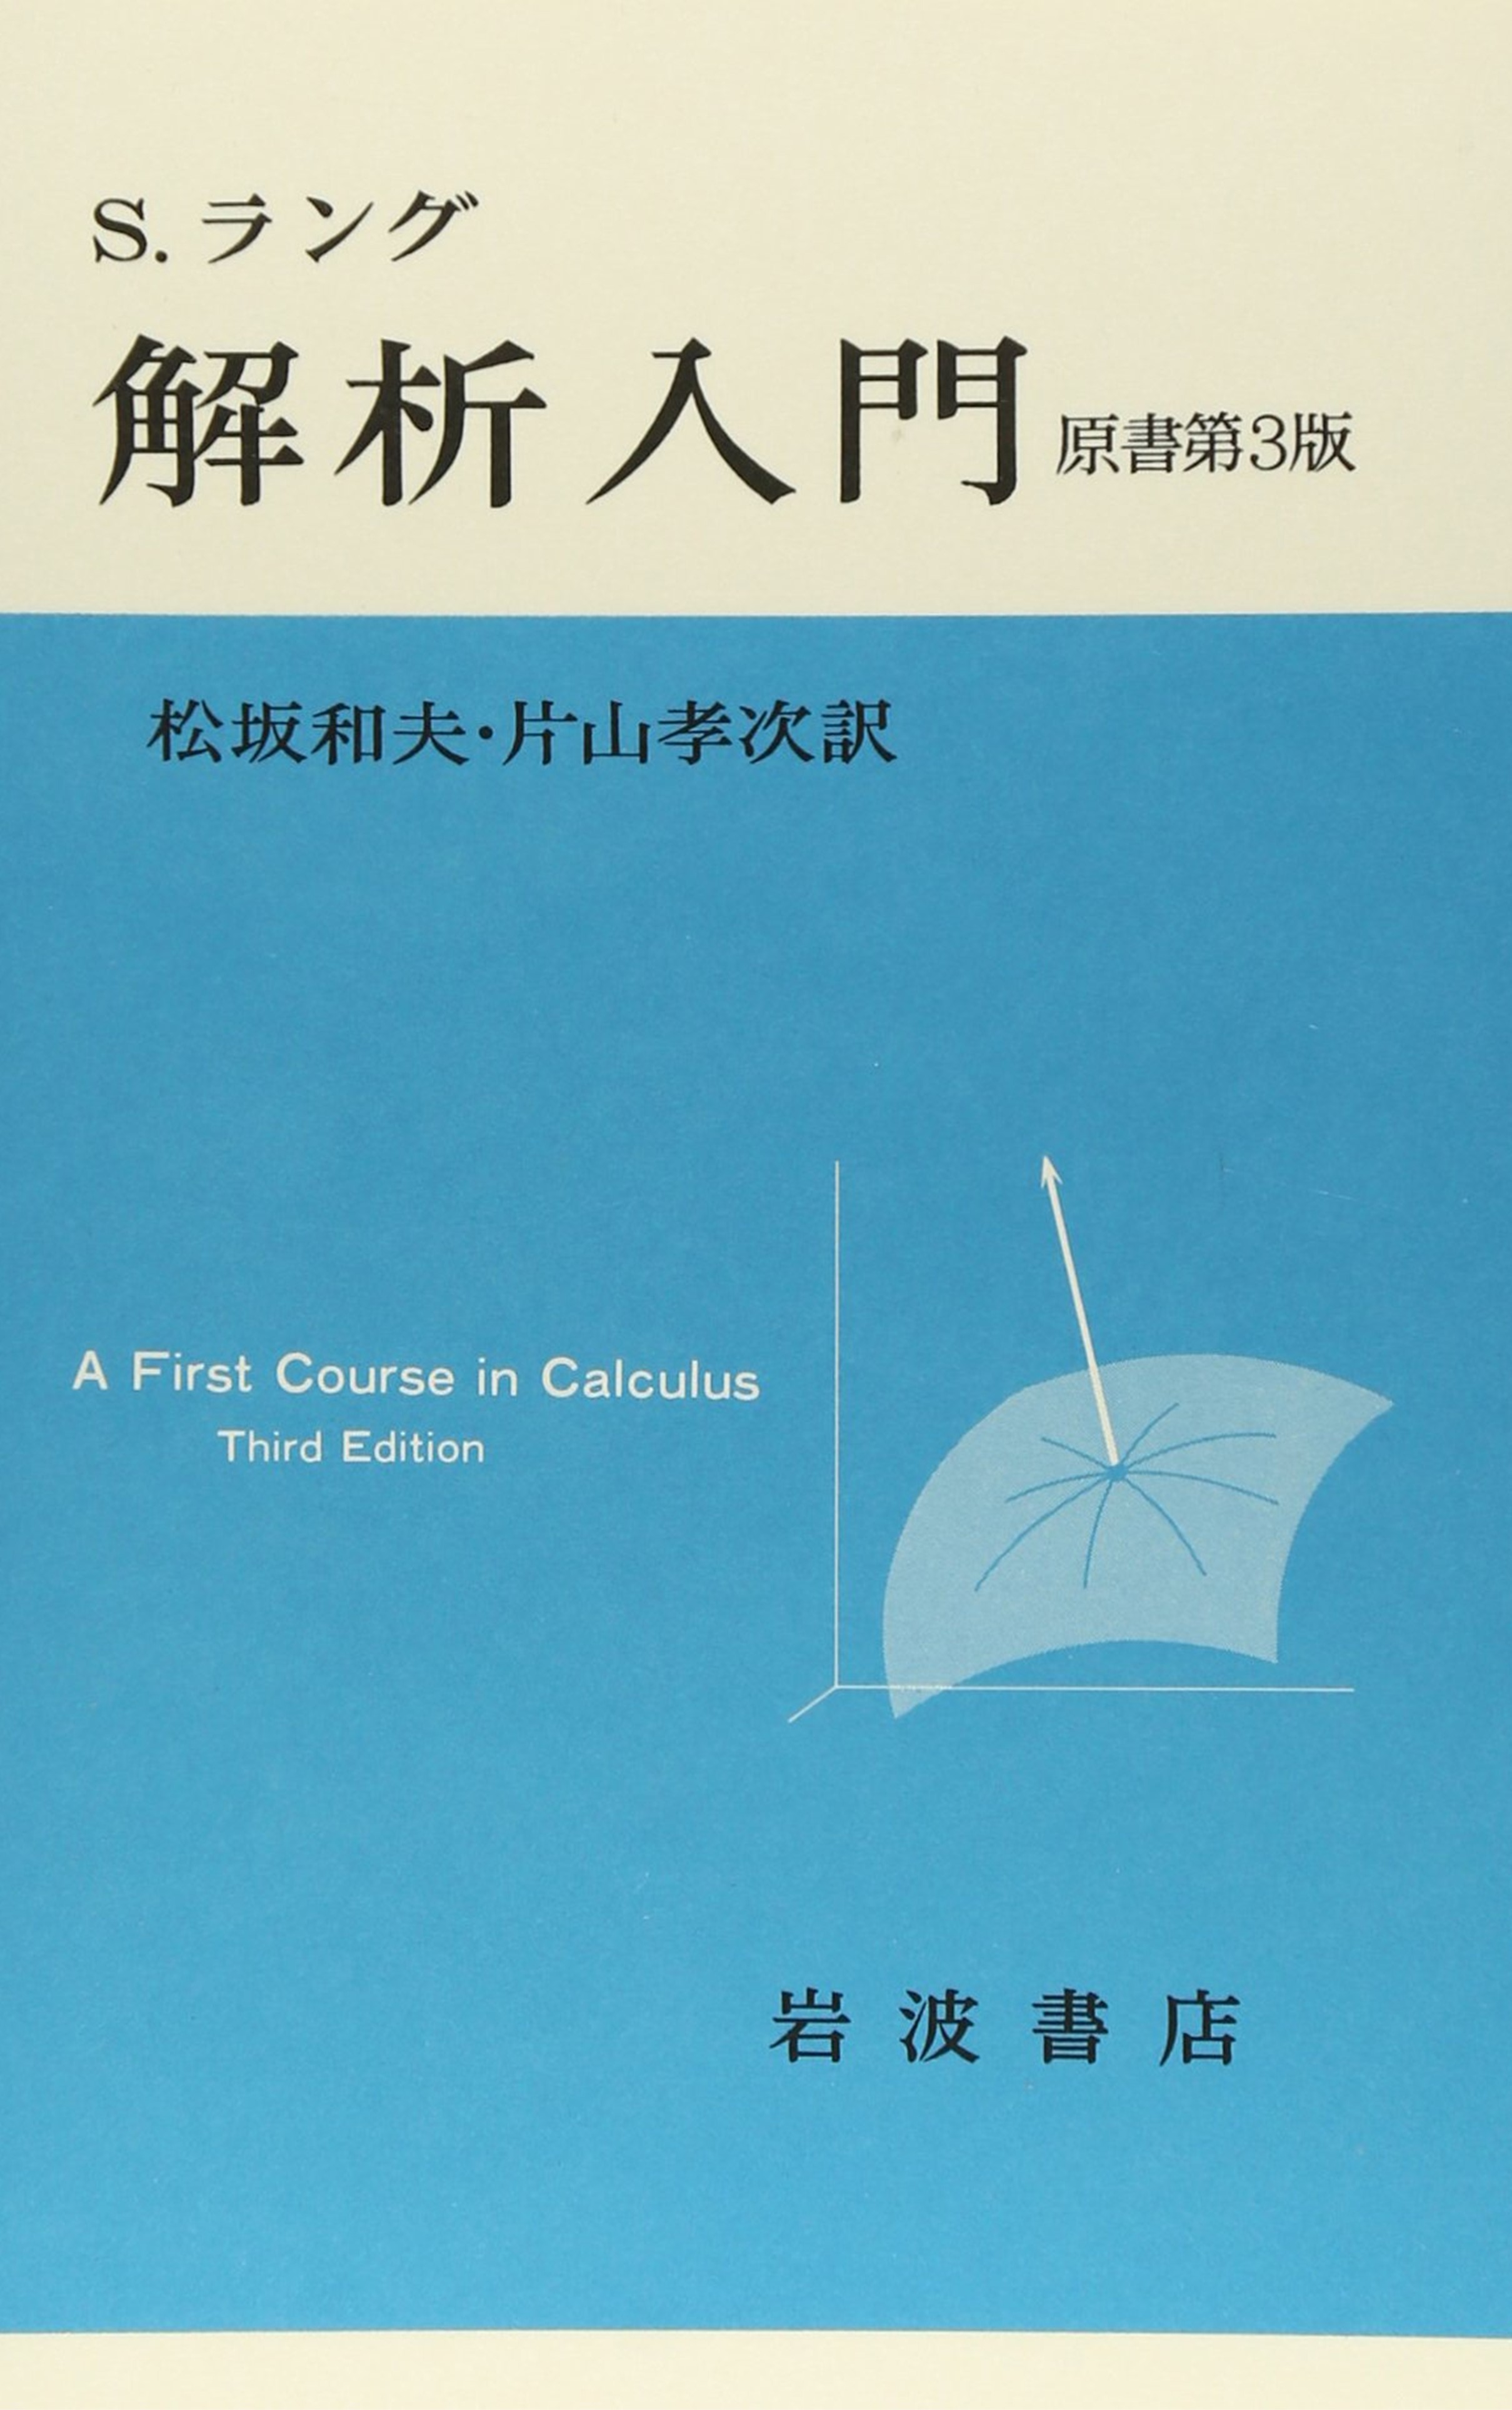 S.ラング
解析入門 原書第3版
松坂和夫・片山孝次訳
A First Course in Calculus
Third Edition
岩波書店